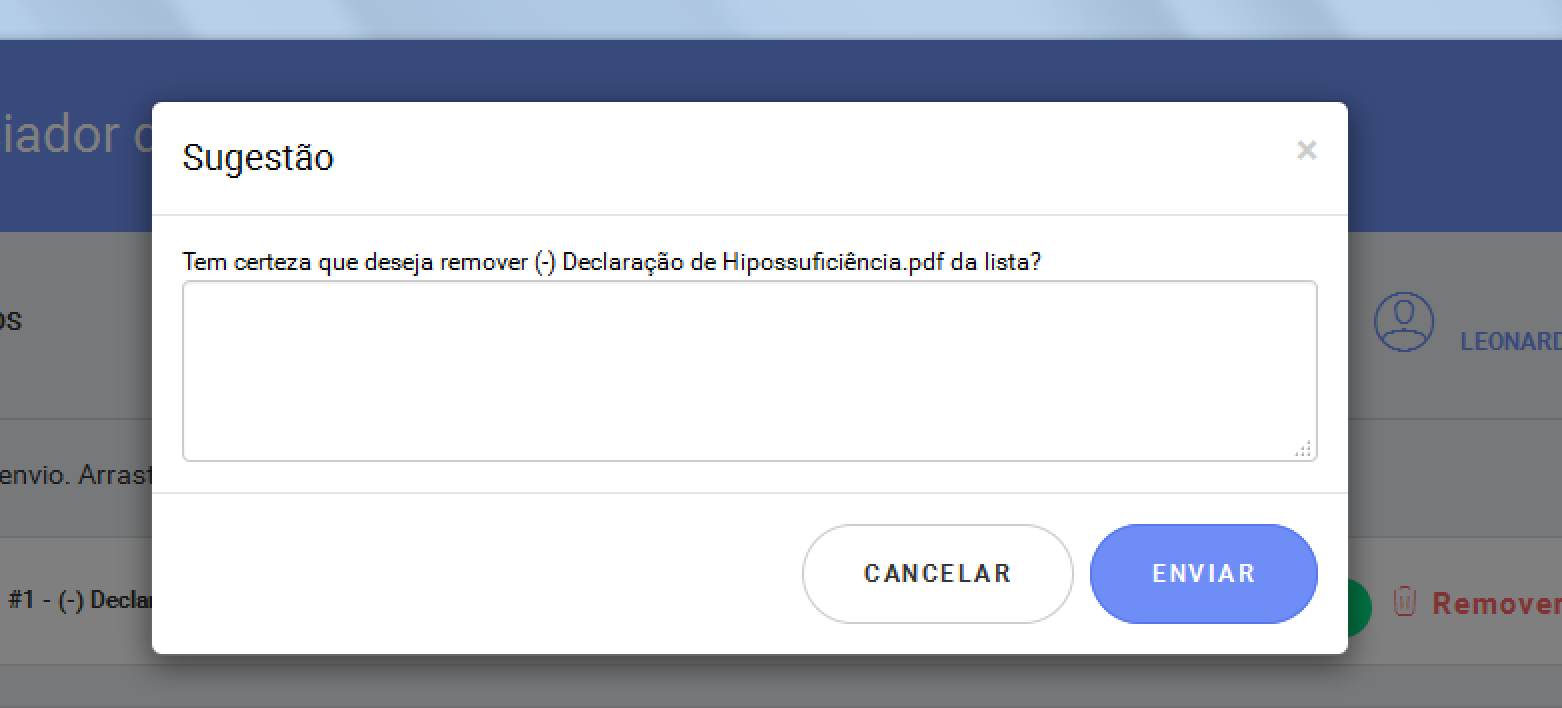 iador
Sugestão
×
Tem certeza que deseja remover (-) Declaração de Hipossuficiência.pdf da lista?
os
LEONARD
envio. Arrast
CANCELAR
ENVIAR
#1 - (-) Declar
Remover